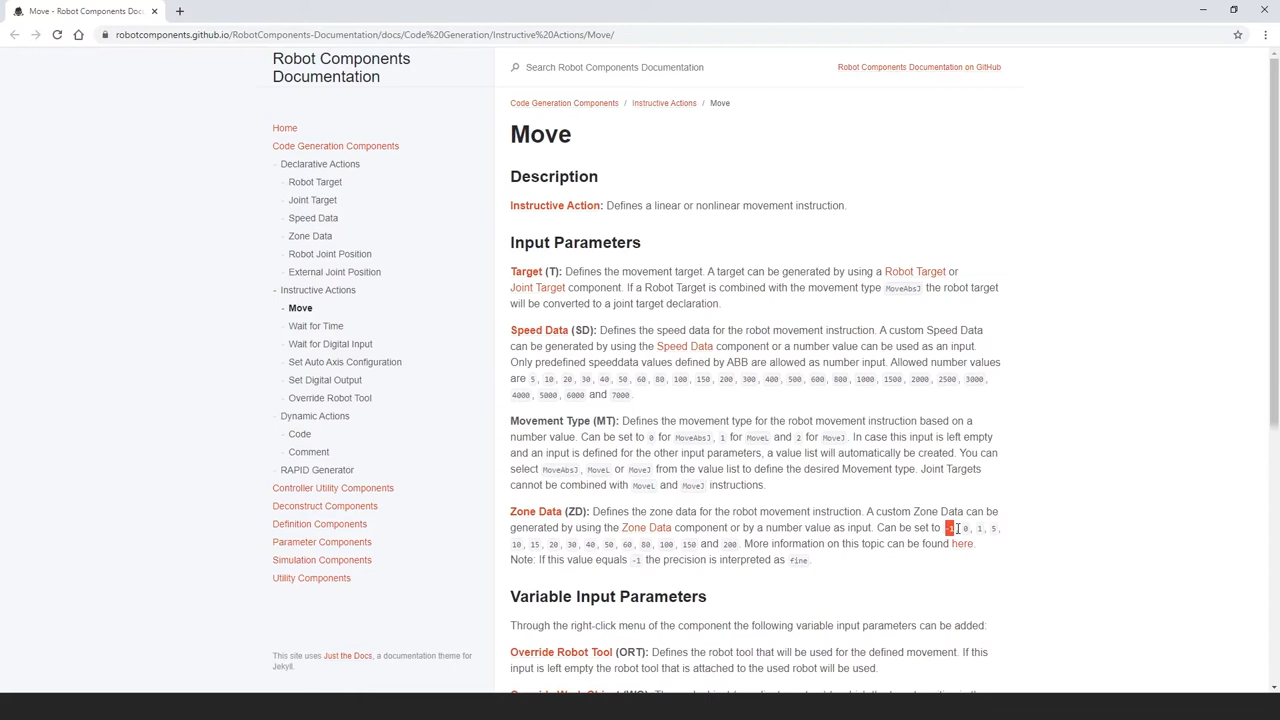 Move - Robot Components Doc
robotcomponents.github.io/RobotComponents-Documentation/docs/Code%20Generation/Instructive%20Actions/Move/
Robot Components
Documentation
Search Robot Components Documentation
Robot Components Documentation on GitHub
Home
Code Generation Components
Declarative Actions
Robot Target
Joint Target
Speed Data
Zone Data
Robot Joint Position
External Joint Position
Instructive Actions
Move
Wait for Time
Wait for Digital Input
Set Auto Axis Configuration
Set Digital Output
Override Robot Tool
Dynamic Actions
Code
Comment
RAPID Generator
Controller Utility Components
Deconstruct Components
Definition Components
Parameter Components
Simulation Components
Utility Components
This site uses Just the Docs, a documentation theme for
Jekyll.
Code Generation Components / Instructive Actions / Move
Move
Description
Instructive Action: Defines a linear or nonlinear movement instruction.
Input Parameters
Target (T): Defines the movement target. A target can be generated by using a Robot Target or
Joint Target component. If a Robot Target is combined with the movement type MoveAbsJ the robot target
will be converted to a joint target declaration.
Speed Data (SD): Defines the speed data for the robot movement instruction. A custom Speed Data
can be generated by using the Speed Data component or a number value can be used as an input.
Only predefined speeddata values defined by ABB are allowed as number input. Allowed number values
are 5, 10, 20, 30, 40, 50, 60, 80, 100, 150, 200, 300, 400, 500, 600, 800, 1000, 1500, 2000, 2500, 3000,
4000, 5000, 6000 and 7000.
Movement Type (MT): Defines the movement type for the robot movement instruction based on a
number value. Can be set to 0 for MoveAbsJ, 1 for MoveL and 2 for MoveJ. In case this input is left empty
and an input is defined for the other input parameters, a value list will automatically be created. You can
select MoveAbsJ, MoveL or MoveJ from the value list to define the desired Movement type. Joint Targets
cannot be combined with MoveL and MoveJ instructions.
Zone Data (ZD): Defines the zone data for the robot movement instruction. A custom Zone Data can be
generated by using the Zone Data component or by a number value as input. Can be set to -1, 0, 1, 5,
10, 15, 20, 30, 40, 50, 60, 80, 100, 150 and 200. More information on this topic can be found here.
Note: If this value equals -1 the precision is interpreted as fine.
Variable Input Parameters
Through the right-click menu of the component the following variable input parameters can be added:
Override Robot Tool (ORT): Defines the robot tool that will be used for the defined movement. If this
input is left empty the robot tool that is attached to the used robot will be used.